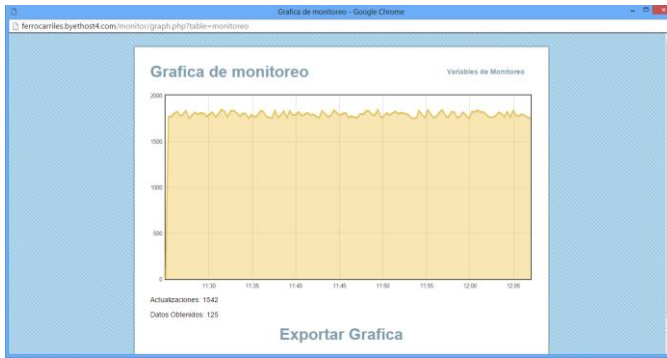 Grafica de monitoreo - Google Chrome
ferrocarriles.byethost4.com/monitor/graph.php?table=monitoreo
Grafica de monitoreo
Variables de Monitoreo
2000
1500
1000
500
0
11:30 11:35 11:40 11:45 11:50 11:55 12:00 12:05
Actualizaciones: 1542
Datos Obtenidos: 125
Exportar Grafica